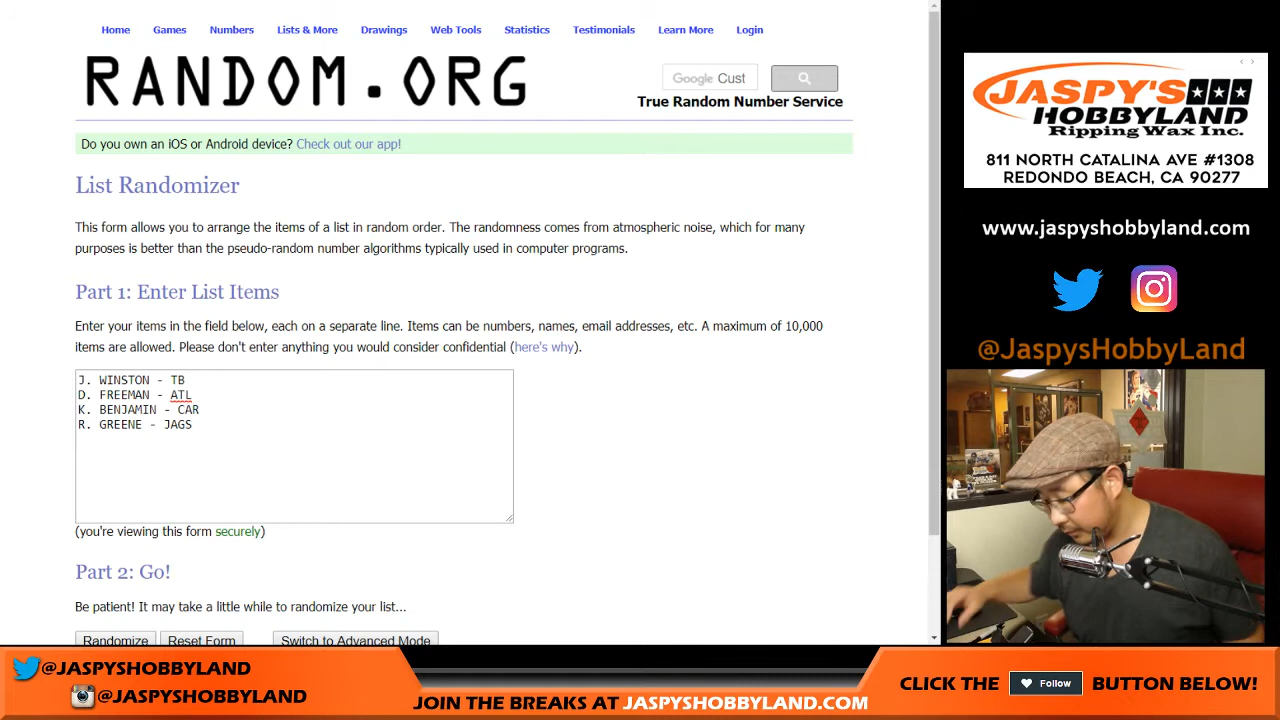 Home Games Numbers Lists & More Drawings Web Tools Statistics Testimonials Learn More Login
RANDOM.ORG
Google Cust
True Random Number Service
Do you own an iOS or Android device? Check out our app!
List Randomizer
This form allows you to arrange the items of a list in random order. The randomness comes from atmospheric noise, which for many
purposes is better than the pseudo-random number algorithms typically used in computer programs.
Part 1: Enter List Items
Enter your items in the field below, each on a separate line. Items can be numbers, names, email addresses, etc. A maximum of 10,000
items are allowed. Please don't enter anything you would consider confidential (here's why).
J. WINSTON - TB
D. FREEMAN - ATL
K. BENJAMIN - CAR
R. GREENE - JAGS
(you're viewing this form securely)
Part 2: Go!
Be patient! It may take a little while to randomize your list...
Randomize Reset Form Switch to Advanced Mode
JASPY'S
HOBBYLAND
Ripping Wax Inc.
811 NORTH CATALINA AVE #1308
REDONDO BEACH, CA 90277
www.jaspyshobbyland.com
@JaspysHobbyLand
@JASPYSHOBBYLAND
@JASPYSHOBBYLAND
JOIN THE BREAKS AT JASPYSHOBBYLAND.COM
CLICK THE Follow BUTTON BELOW!